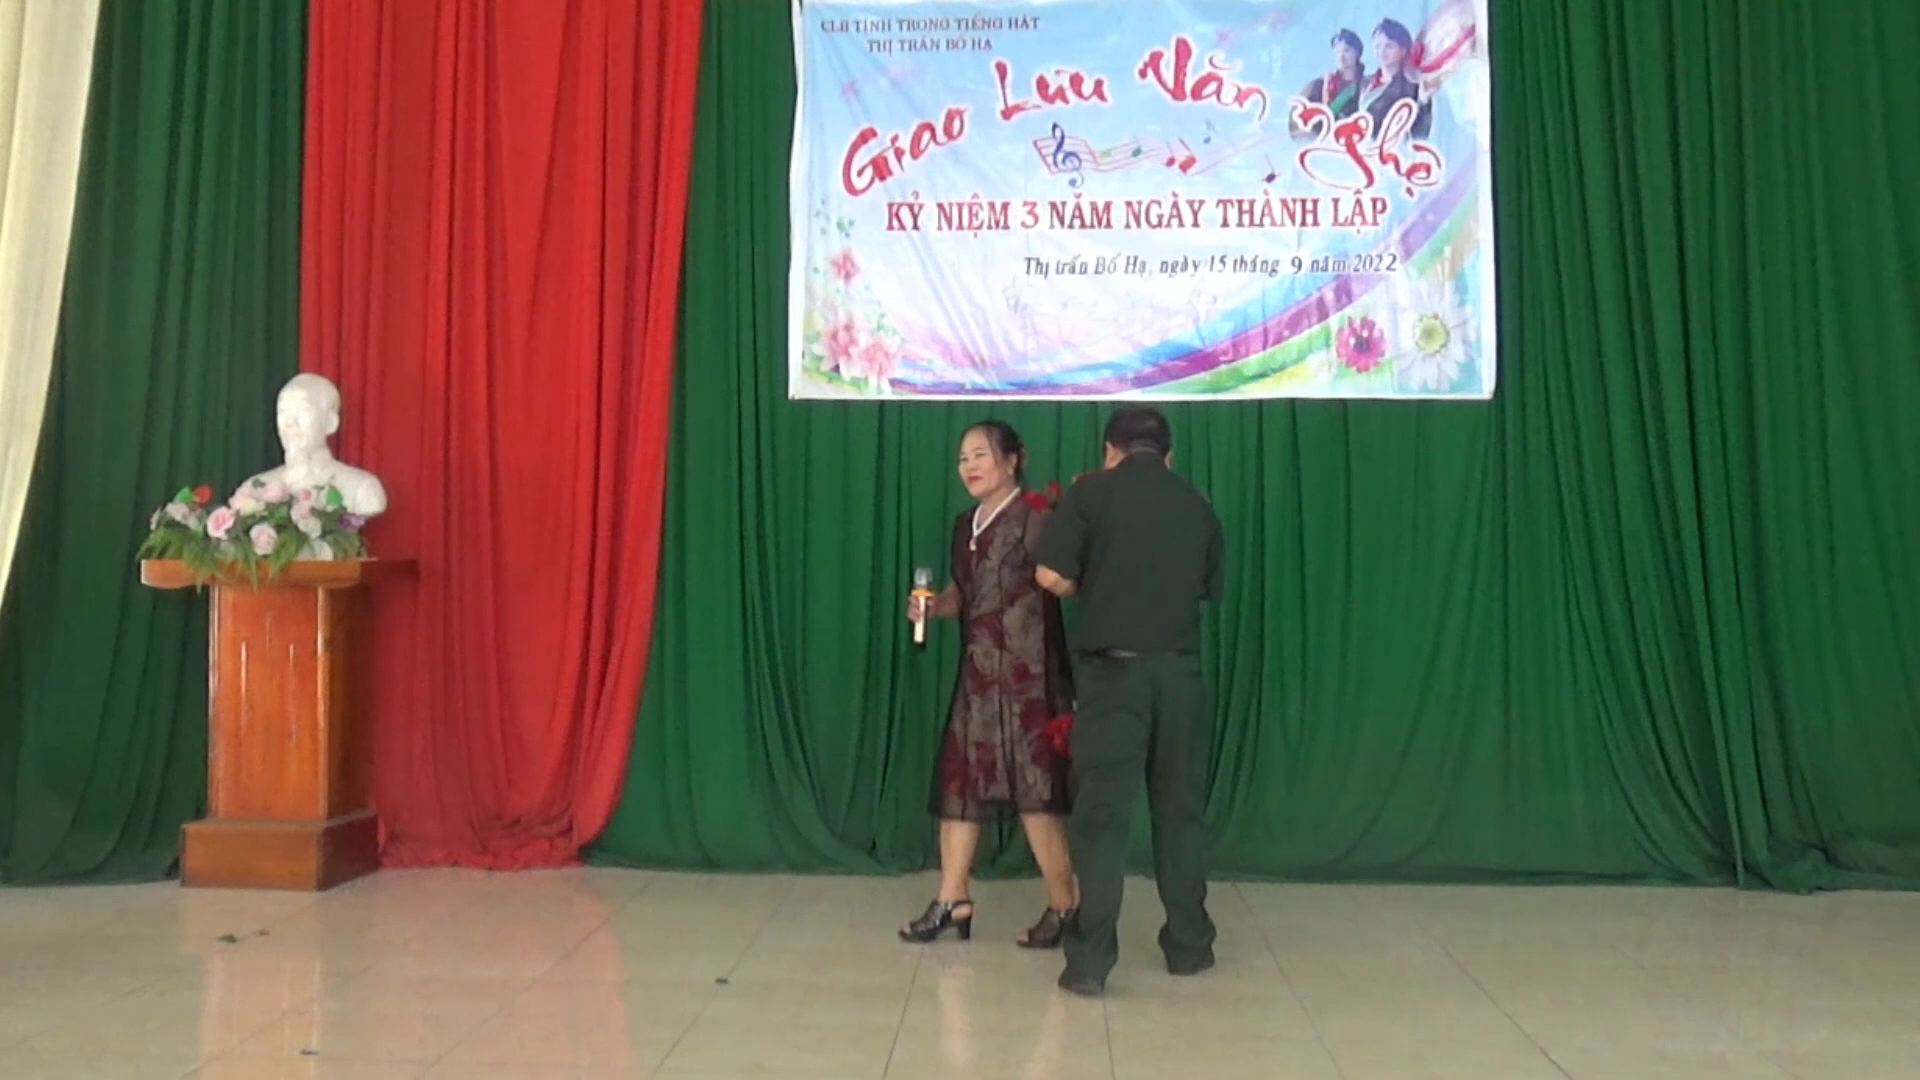 CLB TÌNH TRONG TIẾNG HÁT
THỊ TRẤN BỐ HẠ
Giao Lưu Văn Nghệ
KỶ NIỆM 3 NĂM NGÀY THÀNH LẬP
Thị trấn Bố Hạ, ngày 15 tháng 9 năm 2022